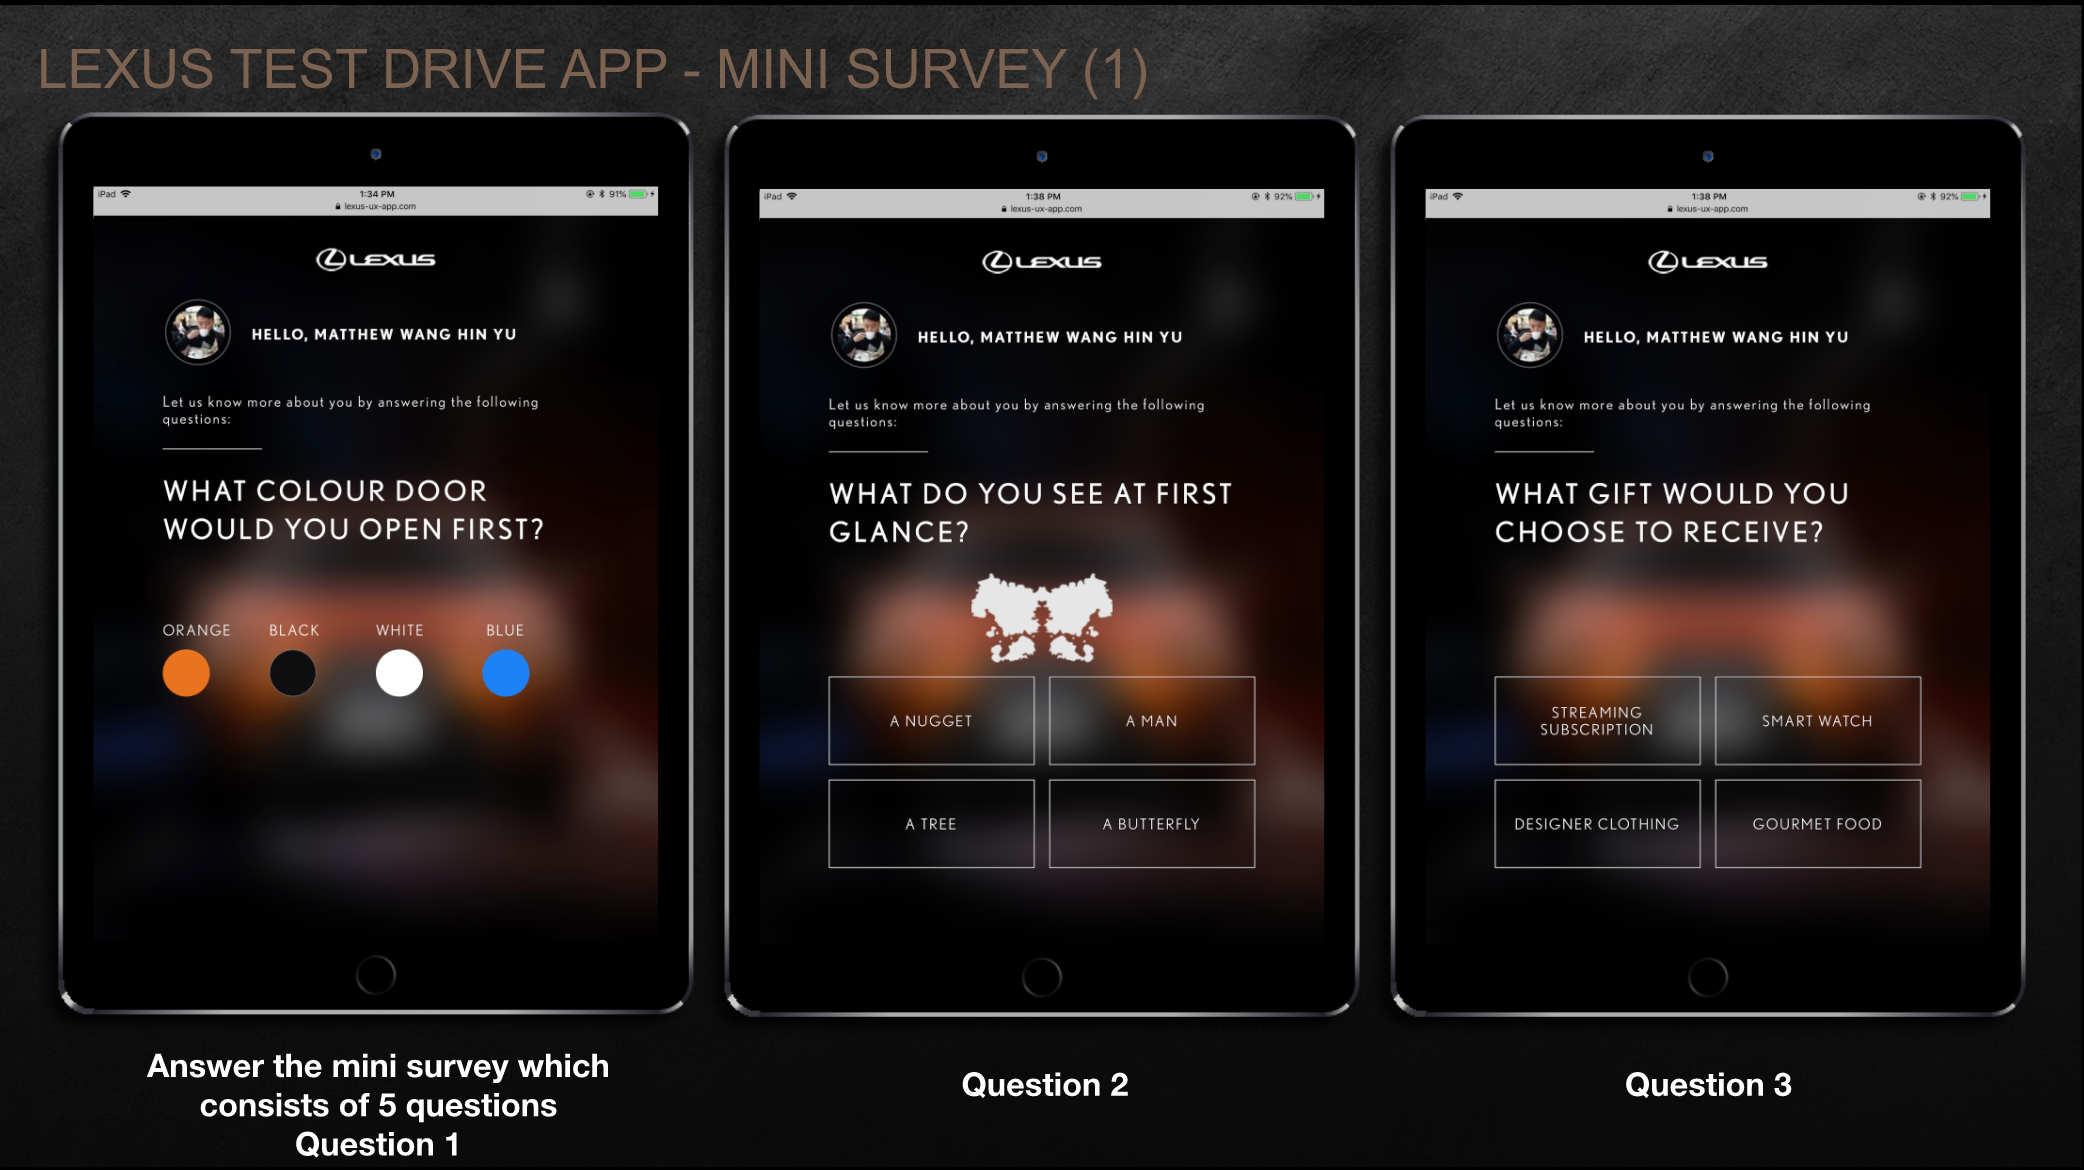 LEXUS TEST DRIVE APP - MINI SURVEY (1)
iPad
1:34 PM
91%
lexus-ux-app.com
LEXUS
HELLO, MATTHEW WANG HIN YU
Let us know more about you by answering the following
questions:
WHAT COLOUR DOOR
WOULD YOU OPEN FIRST?
ORANGE BLACK WHITE BLUE
Answer the mini survey which
consists of 5 questions
Question 1
iPad
1:38 PM
92%
lexus-ux-app.com
LEXUS
HELLO, MATTHEW WANG HIN YU
Let us know more about you by answering the following
questions:
WHAT DO YOU SEE AT FIRST
GLANCE?
A NUGGET
A MAN
A TREE
A BUTTERFLY
Question 2
iPad
1:38 PM
92%
lexus-ux-app.com
LEXUS
HELLO, MATTHEW WANG HIN YU
Let us know more about you by answering the following
questions:
WHAT GIFT WOULD YOU
CHOOSE TO RECEIVE?
STREAMING
SUBSCRIPTION
SMART WATCH
DESIGNER CLOTHING
GOURMET FOOD
Question 3